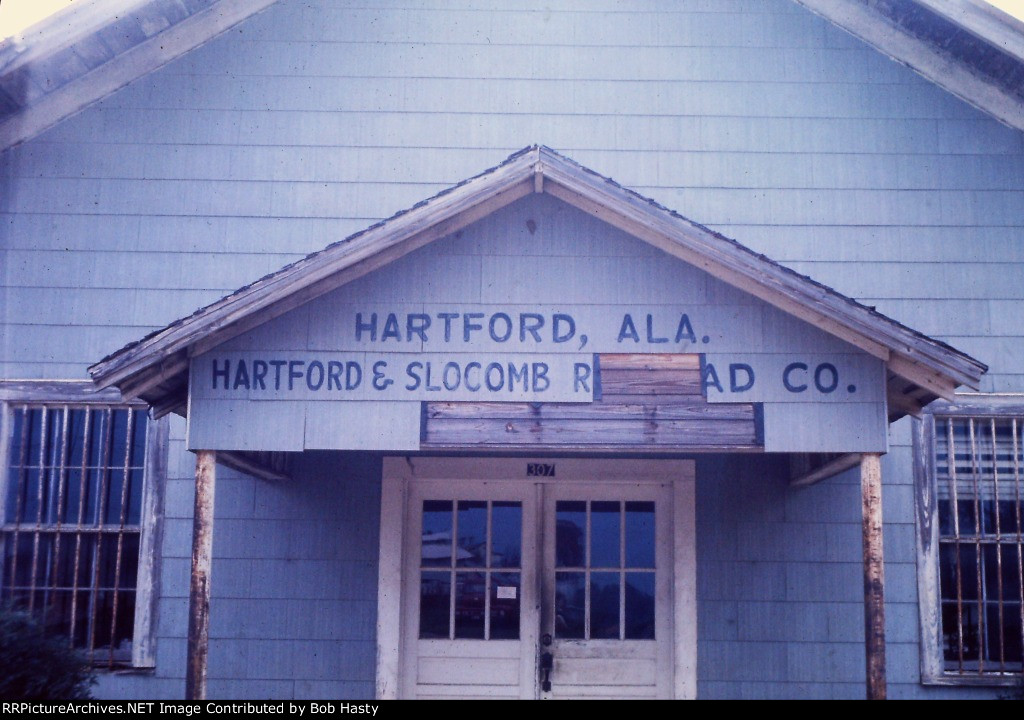 HARTFORD, ALA.
HARTFORD & SLOCOMB R AD CO.
307
RRPictureArchives.NET Image Contributed by Bob Hasty